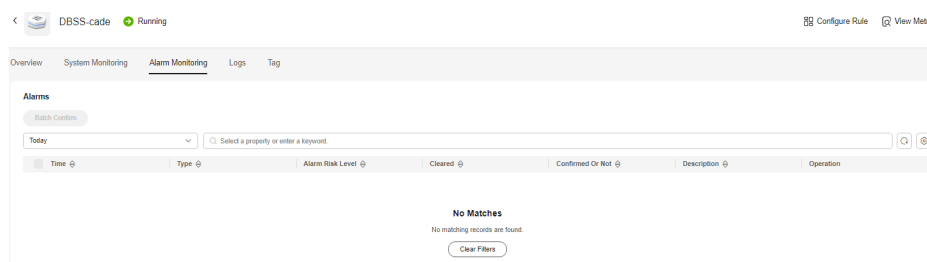 DBSS-cade Running Configure Rule View Metr
Overview System Monitoring Alarm Monitoring Logs Tag
Alarms
Batch Confirm
Today Select a property or enter a keyword.
Time Type Alarm Risk Level Cleared Confirmed Or Not Description Operation
No Matches
No matching records are found.
Clear Filters